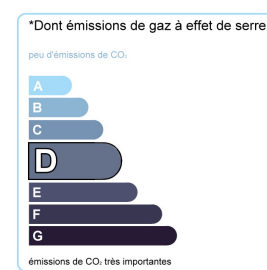 *Dont émissions de gaz à effet de serre
peu d'émissions de CO₂
A
B
C
D
E
F
G
émissions de CO₂ très importantes